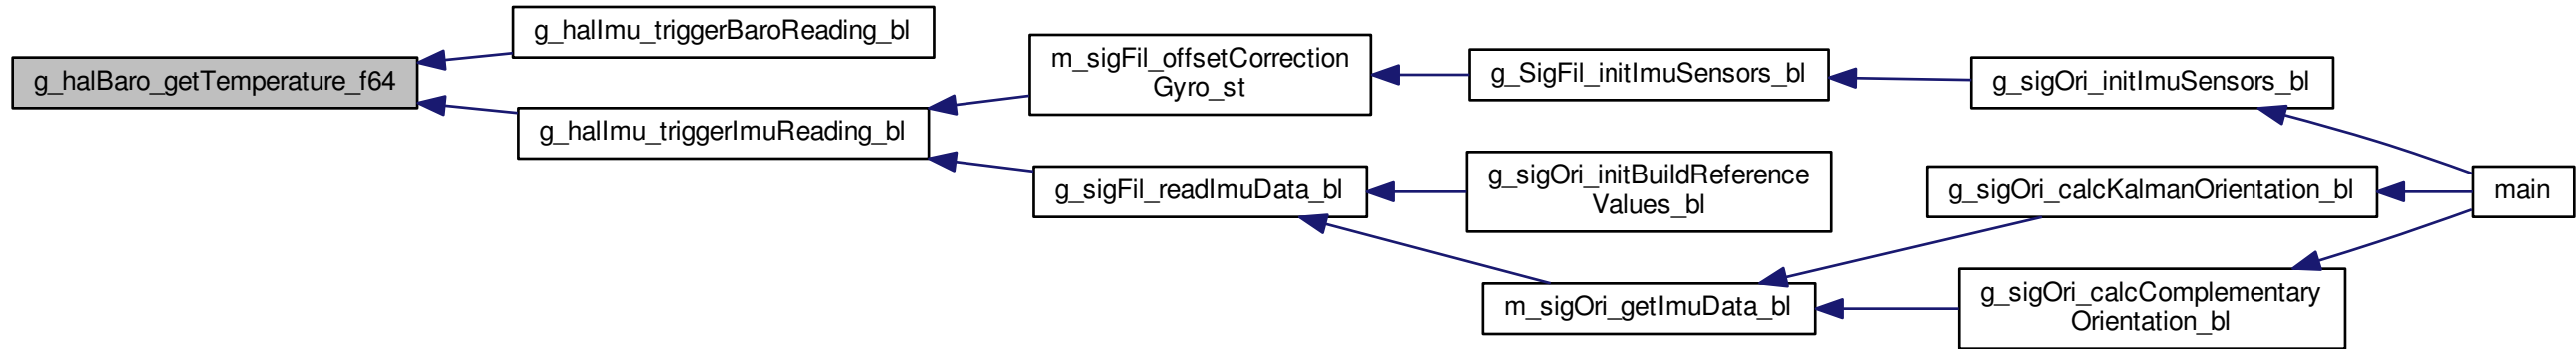 g_halBaro_getTemperature_f64
g_halImu_triggerBaroReading_bl
g_halImu_triggerImuReading_bl
m_sigFil_offsetCorrection
Gyro_st
g_sigFil_readImuData_bl
g_SigFil_initImuSensors_bl
g_sigOri_initBuildReference
Values_bl
m_sigOri_getImuData_bl
g_sigOri_initImuSensors_bl
g_sigOri_calcKalmanOrientation_bl
g_sigOri_calcComplementary
Orientation_bl
main